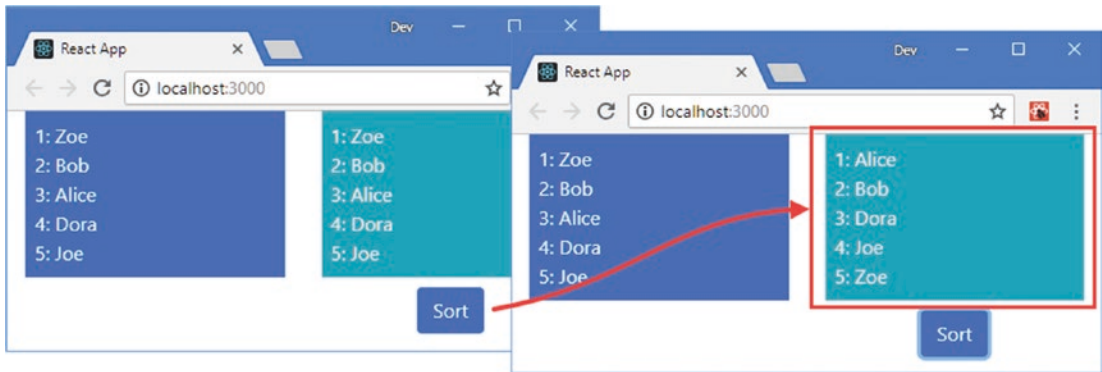 Dev
React App
localhost:3000
1: Zoe
2: Bob
3: Alice
4: Dora
5: Joe
1: Zoe
2: Bob
3: Alice
4: Dora
5: Joe
Sort
Dev
React App
localhost:3000
1: Zoe
2: Bob
3: Alice
4: Dora
5: Joe
1: Alice
2: Bob
3: Dora
4: Joe
5: Zoe
Sort